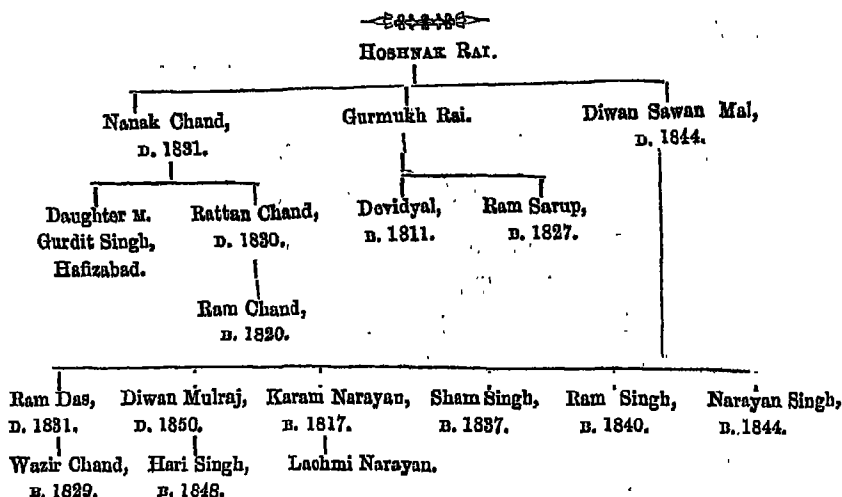 HOSHNAK RAI.
Nanak Chand, Gurmukh Rai. Diwan Sawan Mal,
D. 1831. D. 1844.
Daughter M. Rattan Chand, Devidyal, Ram Sarup,
Gurdit Singh, D. 1830. B. 1811. B. 1827.
Hafizabad.
Ram Chand,
B. 1820.
Ram Das, Diwan Mulraj, Karam Narayan, Sham Singh, Ram Singh, Narayan Singh,
D. 1831. D. 1850. B. 1817. B. 1837. B. 1840. B. 1844.
Wazir Chand, Hari Singh, Lachmi Narayan.
B. 1829. B. 1848.